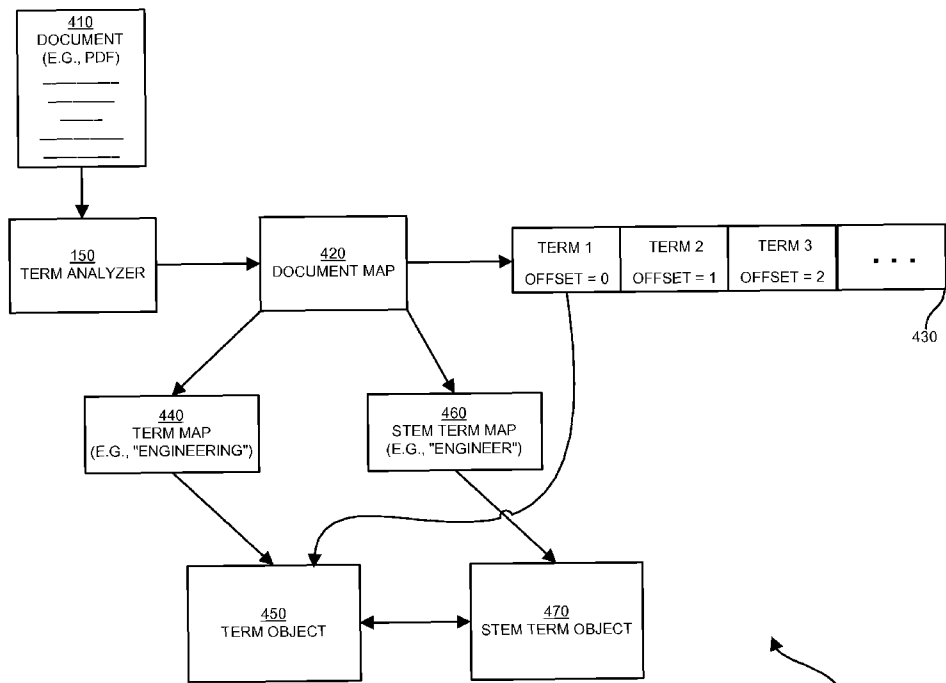 410
DOCUMENT
(E.G., PDF)
150
TERM ANALYZER
420
DOCUMENT MAP
TERM 1
OFFSET = 0
TERM 2
OFFSET = 1
TERM 3
OFFSET = 2
...
430
440
TERM MAP
(E.G., "ENGINEERING")
460
STEM TERM MAP
(E.G., "ENGINEER")
450
TERM OBJECT
470
STEM TERM OBJECT